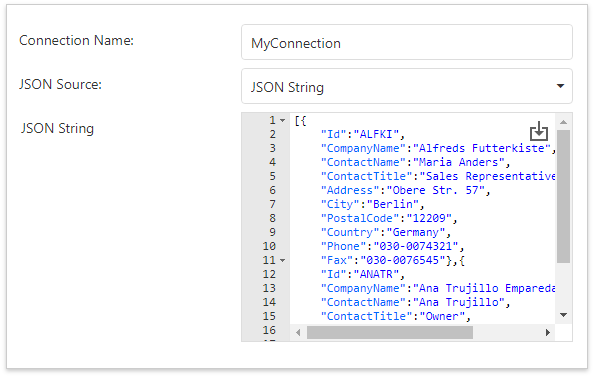 Connection Name:
MyConnection
JSON Source:
JSON String
JSON String
1 [{
2 "Id":"ALFKI",
3 "CompanyName":"Alfreds Futterkiste",
4 "ContactName":"Maria Anders",
5 "ContactTitle":"Sales Representative
6 "Address":"Obere Str. 57",
7 "City":"Berlin",
8 "PostalCode":"12209",
9 "Country":"Germany",
10 "Phone":"030-0074321",
11 "Fax":"030-0076545"},{
12 "Id":"ANATR",
13 "CompanyName":"Ana Trujillo Empareda
14 "ContactName":"Ana Trujillo",
15 "ContactTitle":"Owner",
16